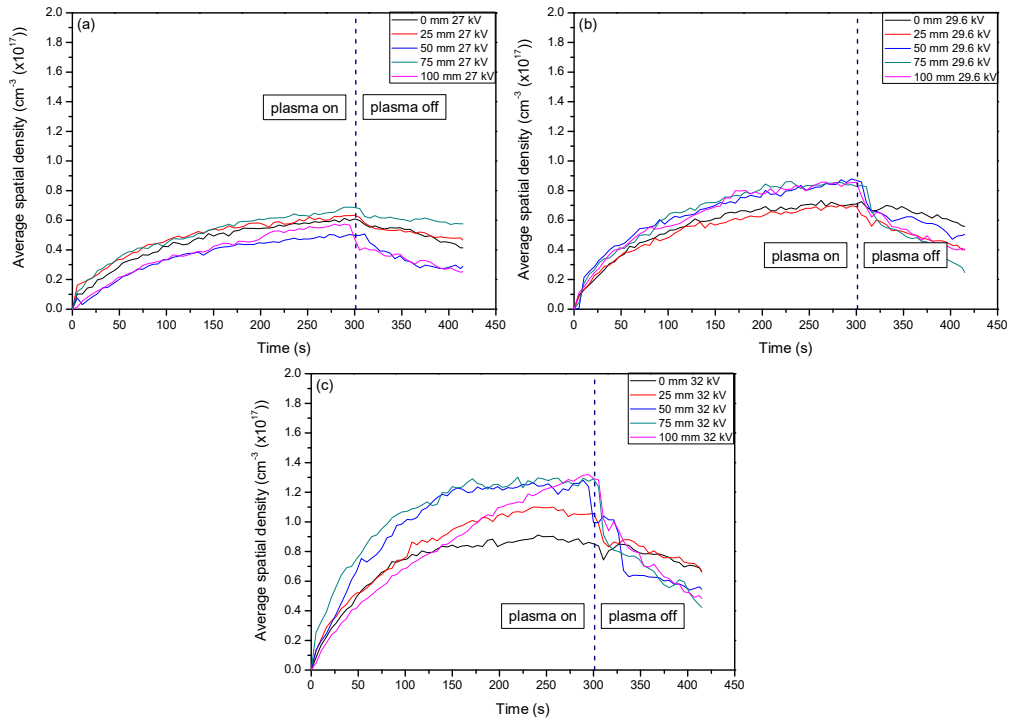 (a)
0 mm 27 kV
25 mm 27 kV
50 mm 27 kV
75 mm 27 kV
100 mm 27 kV
plasma on
plasma off
Average spatial density (cm⁻³ (x10¹⁷))
2.0
1.8
1.6
1.4
1.2
1.0
0.8
0.6
0.4
0.2
0.0
0 50 100 150 200 250 300 350 400 450
Time (s)
(b)
0 mm 29.6 kV
25 mm 29.6 kV
50 mm 29.6 kV
75 mm 29.6 kV
100 mm 29.6 kV
plasma on
plasma off
Average spatial density (cm⁻³ (x10¹⁷))
2.0
1.8
1.6
1.4
1.2
1.0
0.8
0.6
0.4
0.2
0.0
0 50 100 150 200 250 300 350 400 450
Time (s)
(c)
0 mm 32 kV
25 mm 32 kV
50 mm 32 kV
75 mm 32 kV
100 mm 32 kV
plasma on
plasma off
Average spatial density (cm⁻³ (x10¹⁷))
2.0
1.8
1.6
1.4
1.2
1.0
0.8
0.6
0.4
0.2
0.0
0 50 100 150 200 250 300 350 400 450
Time (s)